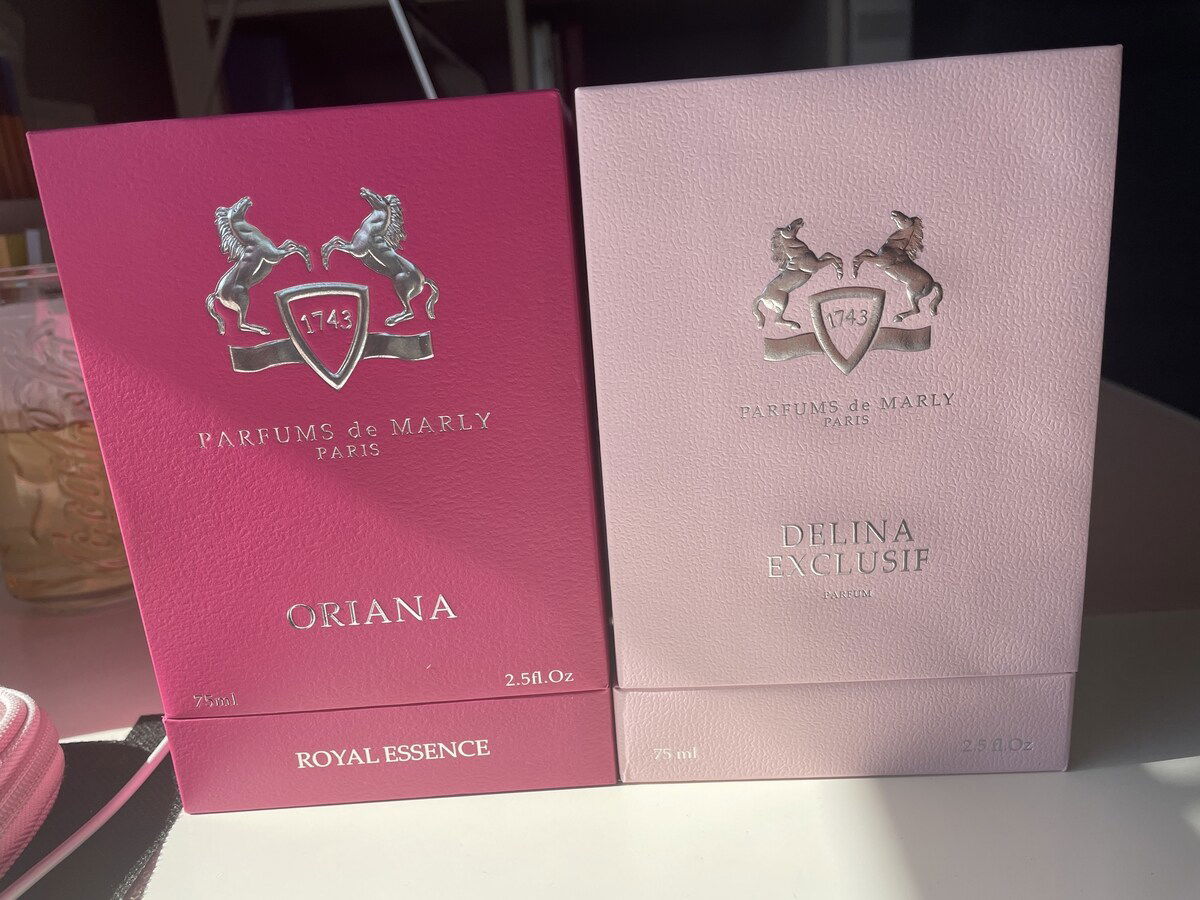 1743
PARFUMS de MARLY
PARIS
ORIANA
75ml
2.5fl.Oz
ROYAL ESSENCE
1743
PARFUMS de MARLY
PARIS
DELINA
EXCLUSIF
PARFUM
75 ml
2.5 fl.Oz